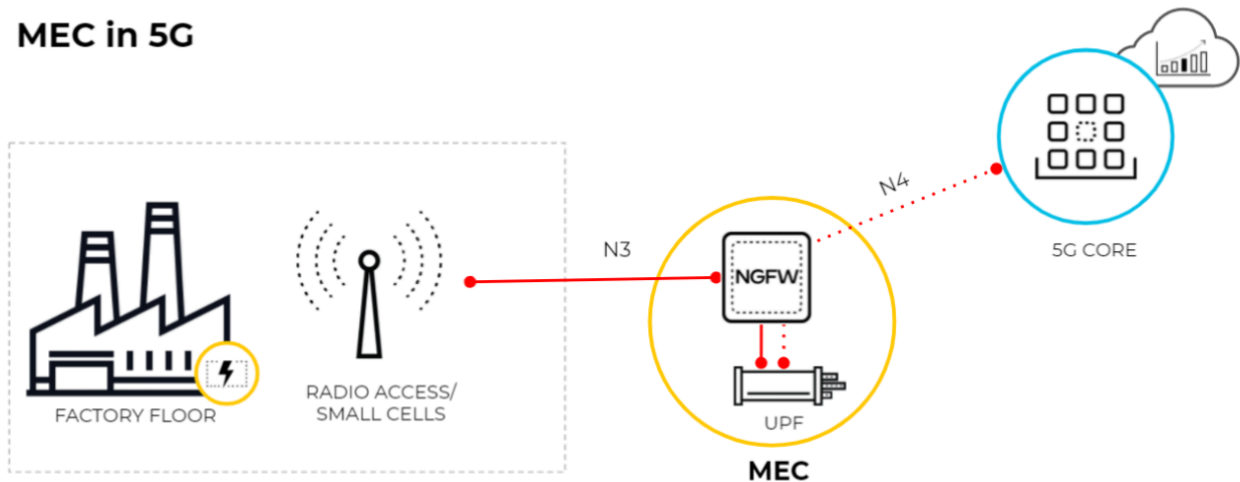 MEC in 5G
N4
5G CORE
N3
NGFW
RADIO ACCESS/
SMALL CELLS
FACTORY FLOOR
UPF
MEC